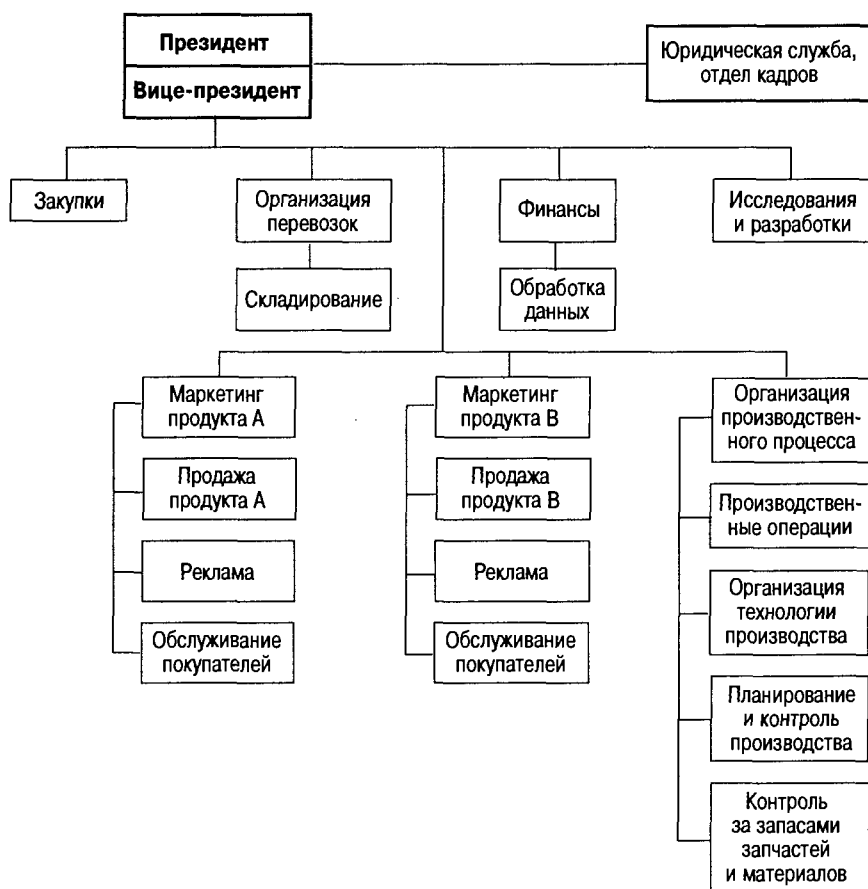 Президент
Вице-президент
Юридическая служба,
отдел кадров
Закупки
Организация
перевозок
Финансы
Исследования
и разработки
Складирование
Обработка
данных
Маркетинг
продукта А
Продажа
продукта А
Реклама
Обслуживание
покупателей
Маркетинг
продукта В
Продажа
продукта В
Реклама
Обслуживание
покупателей
Организация
производствен-
ного процесса
Производствен-
ные операции
Организация
технологии
производства
Планирование
и контроль
производства
Контроль
за запасами
запчастей
и материалов